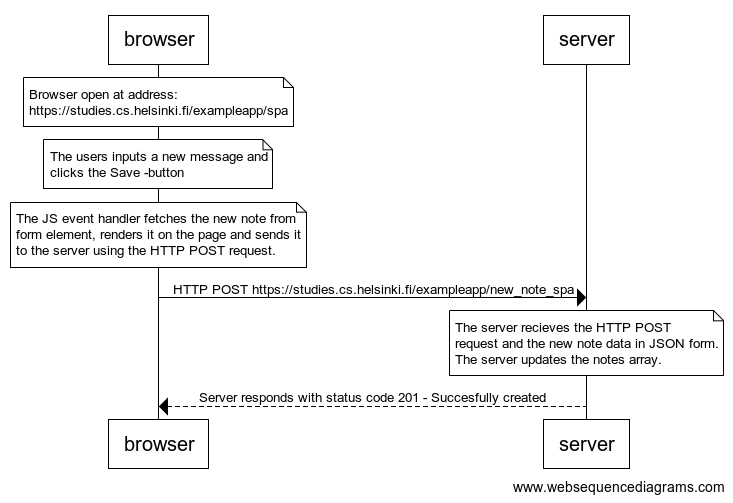 browser
server
Browser open at address:
https://studies.cs.helsinki.fi/exampleapp/spa
The users inputs a new message and
clicks the Save -button
The JS event handler fetches the new note from
form element, renders it on the page and sends it
to the server using the HTTP POST request.
HTTP POST https://studies.cs.helsinki.fi/exampleapp/new_note_spa
The server recieves the HTTP POST
request and the new note data in JSON form.
The server updates the notes array.
Server responds with status code 201 - Succesfully created
browser
server
www.websequencediagrams.com